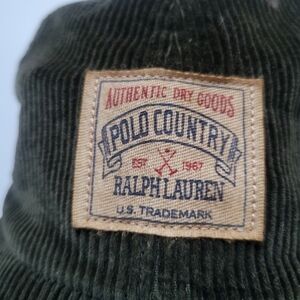 AUTHENTIC DRY GOODS
POLO COUNTRY
EST 1967
RALPH LAUREN
U.S. TRADEMARK